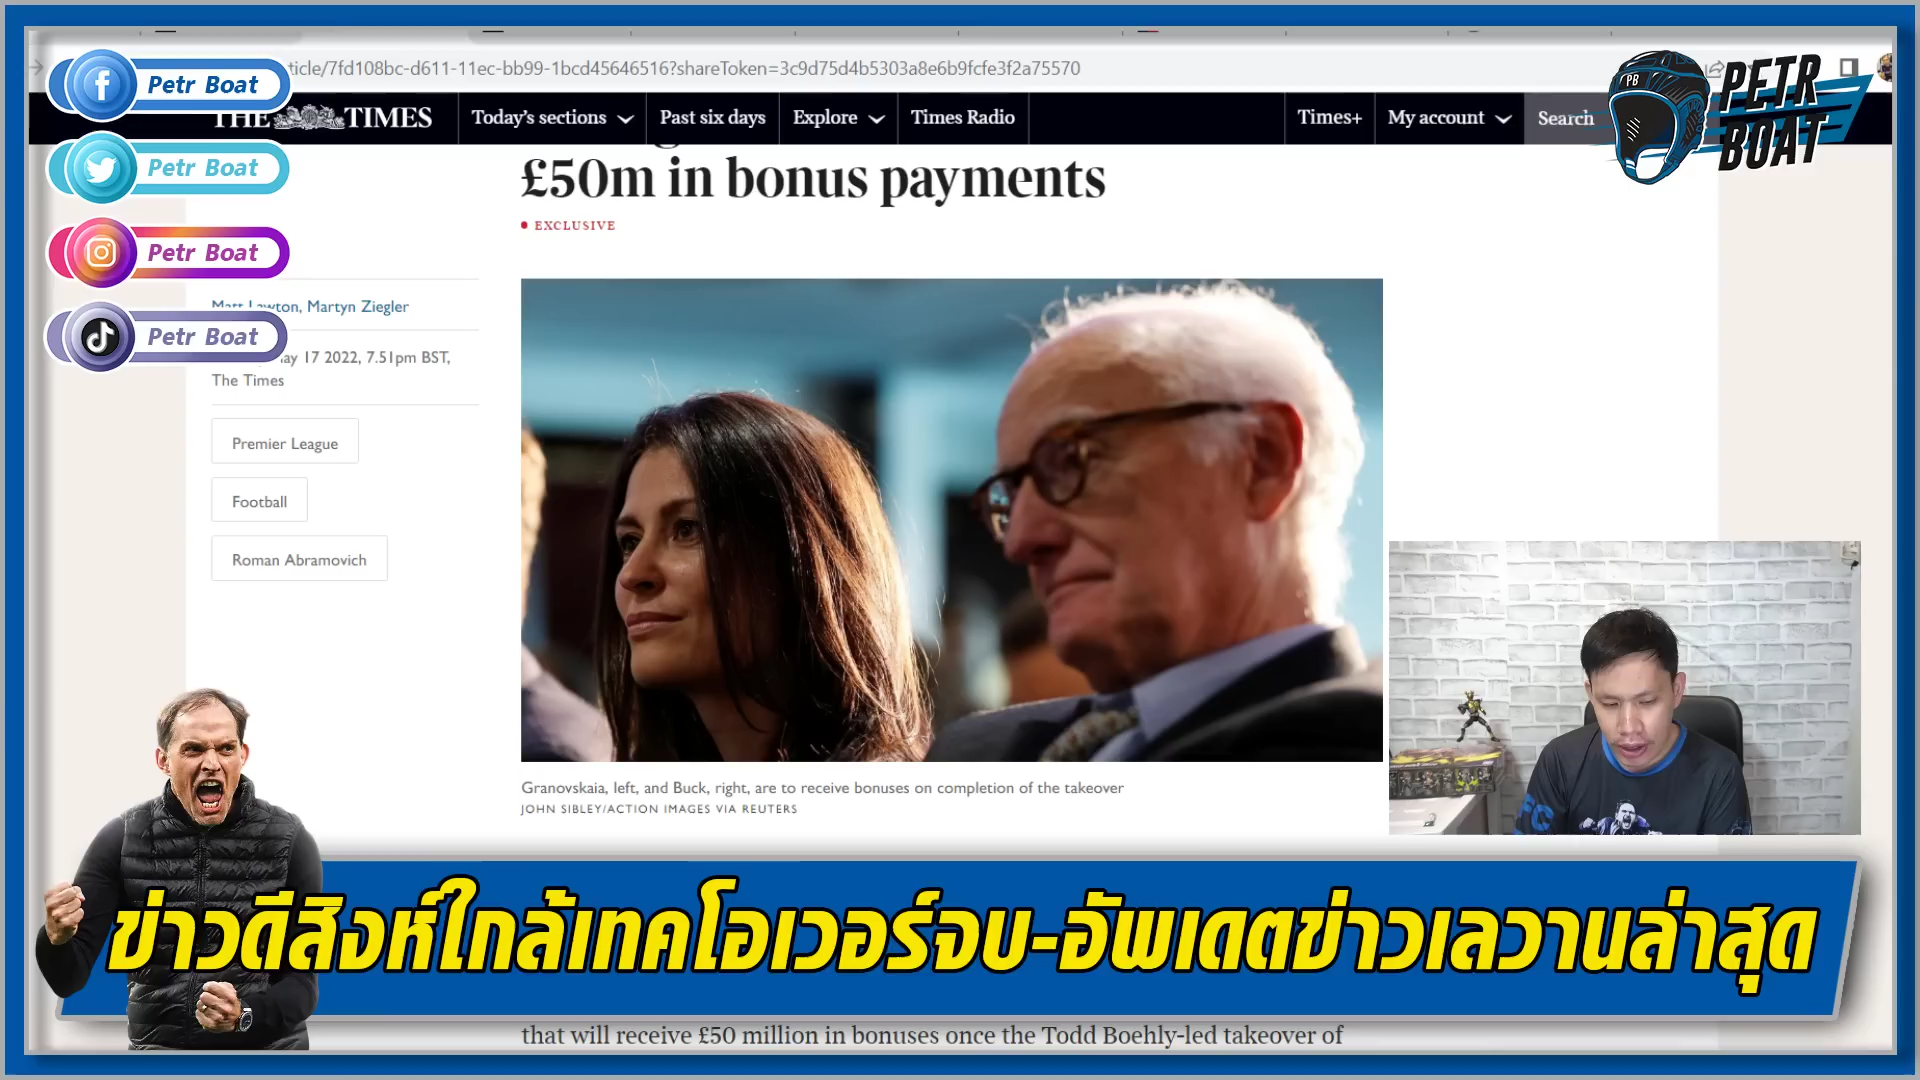 ticle/7fd108bc-d611-11ec-bb99-1bcd45646516?shareToken=3c9d75d4b5303a8e6b9fcfe3f2a75570
Petr Boat
Petr Boat
Petr Boat
Petr Boat
PB
PETR
BOAT
THE TIMES
Today's sections
Past six days
Explore
Times Radio
Times+
My account
Search
£50m in bonus payments
EXCLUSIVE
Matt Lawton, Martyn Ziegler
May 17 2022, 7.51pm BST,
The Times
Premier League
Football
Roman Abramovich
Granovskaia, left, and Buck, right, are to receive bonuses on completion of the takeover
JOHN SIBLEY/ACTION IMAGES VIA REUTERS
ข่าวดีสิงห์ใกล้เทคโอเวอร์จบ-อัพเดตข่าวเลวานล่าสุด
that will receive £50 million in bonuses once the Todd Boehly-led takeover of